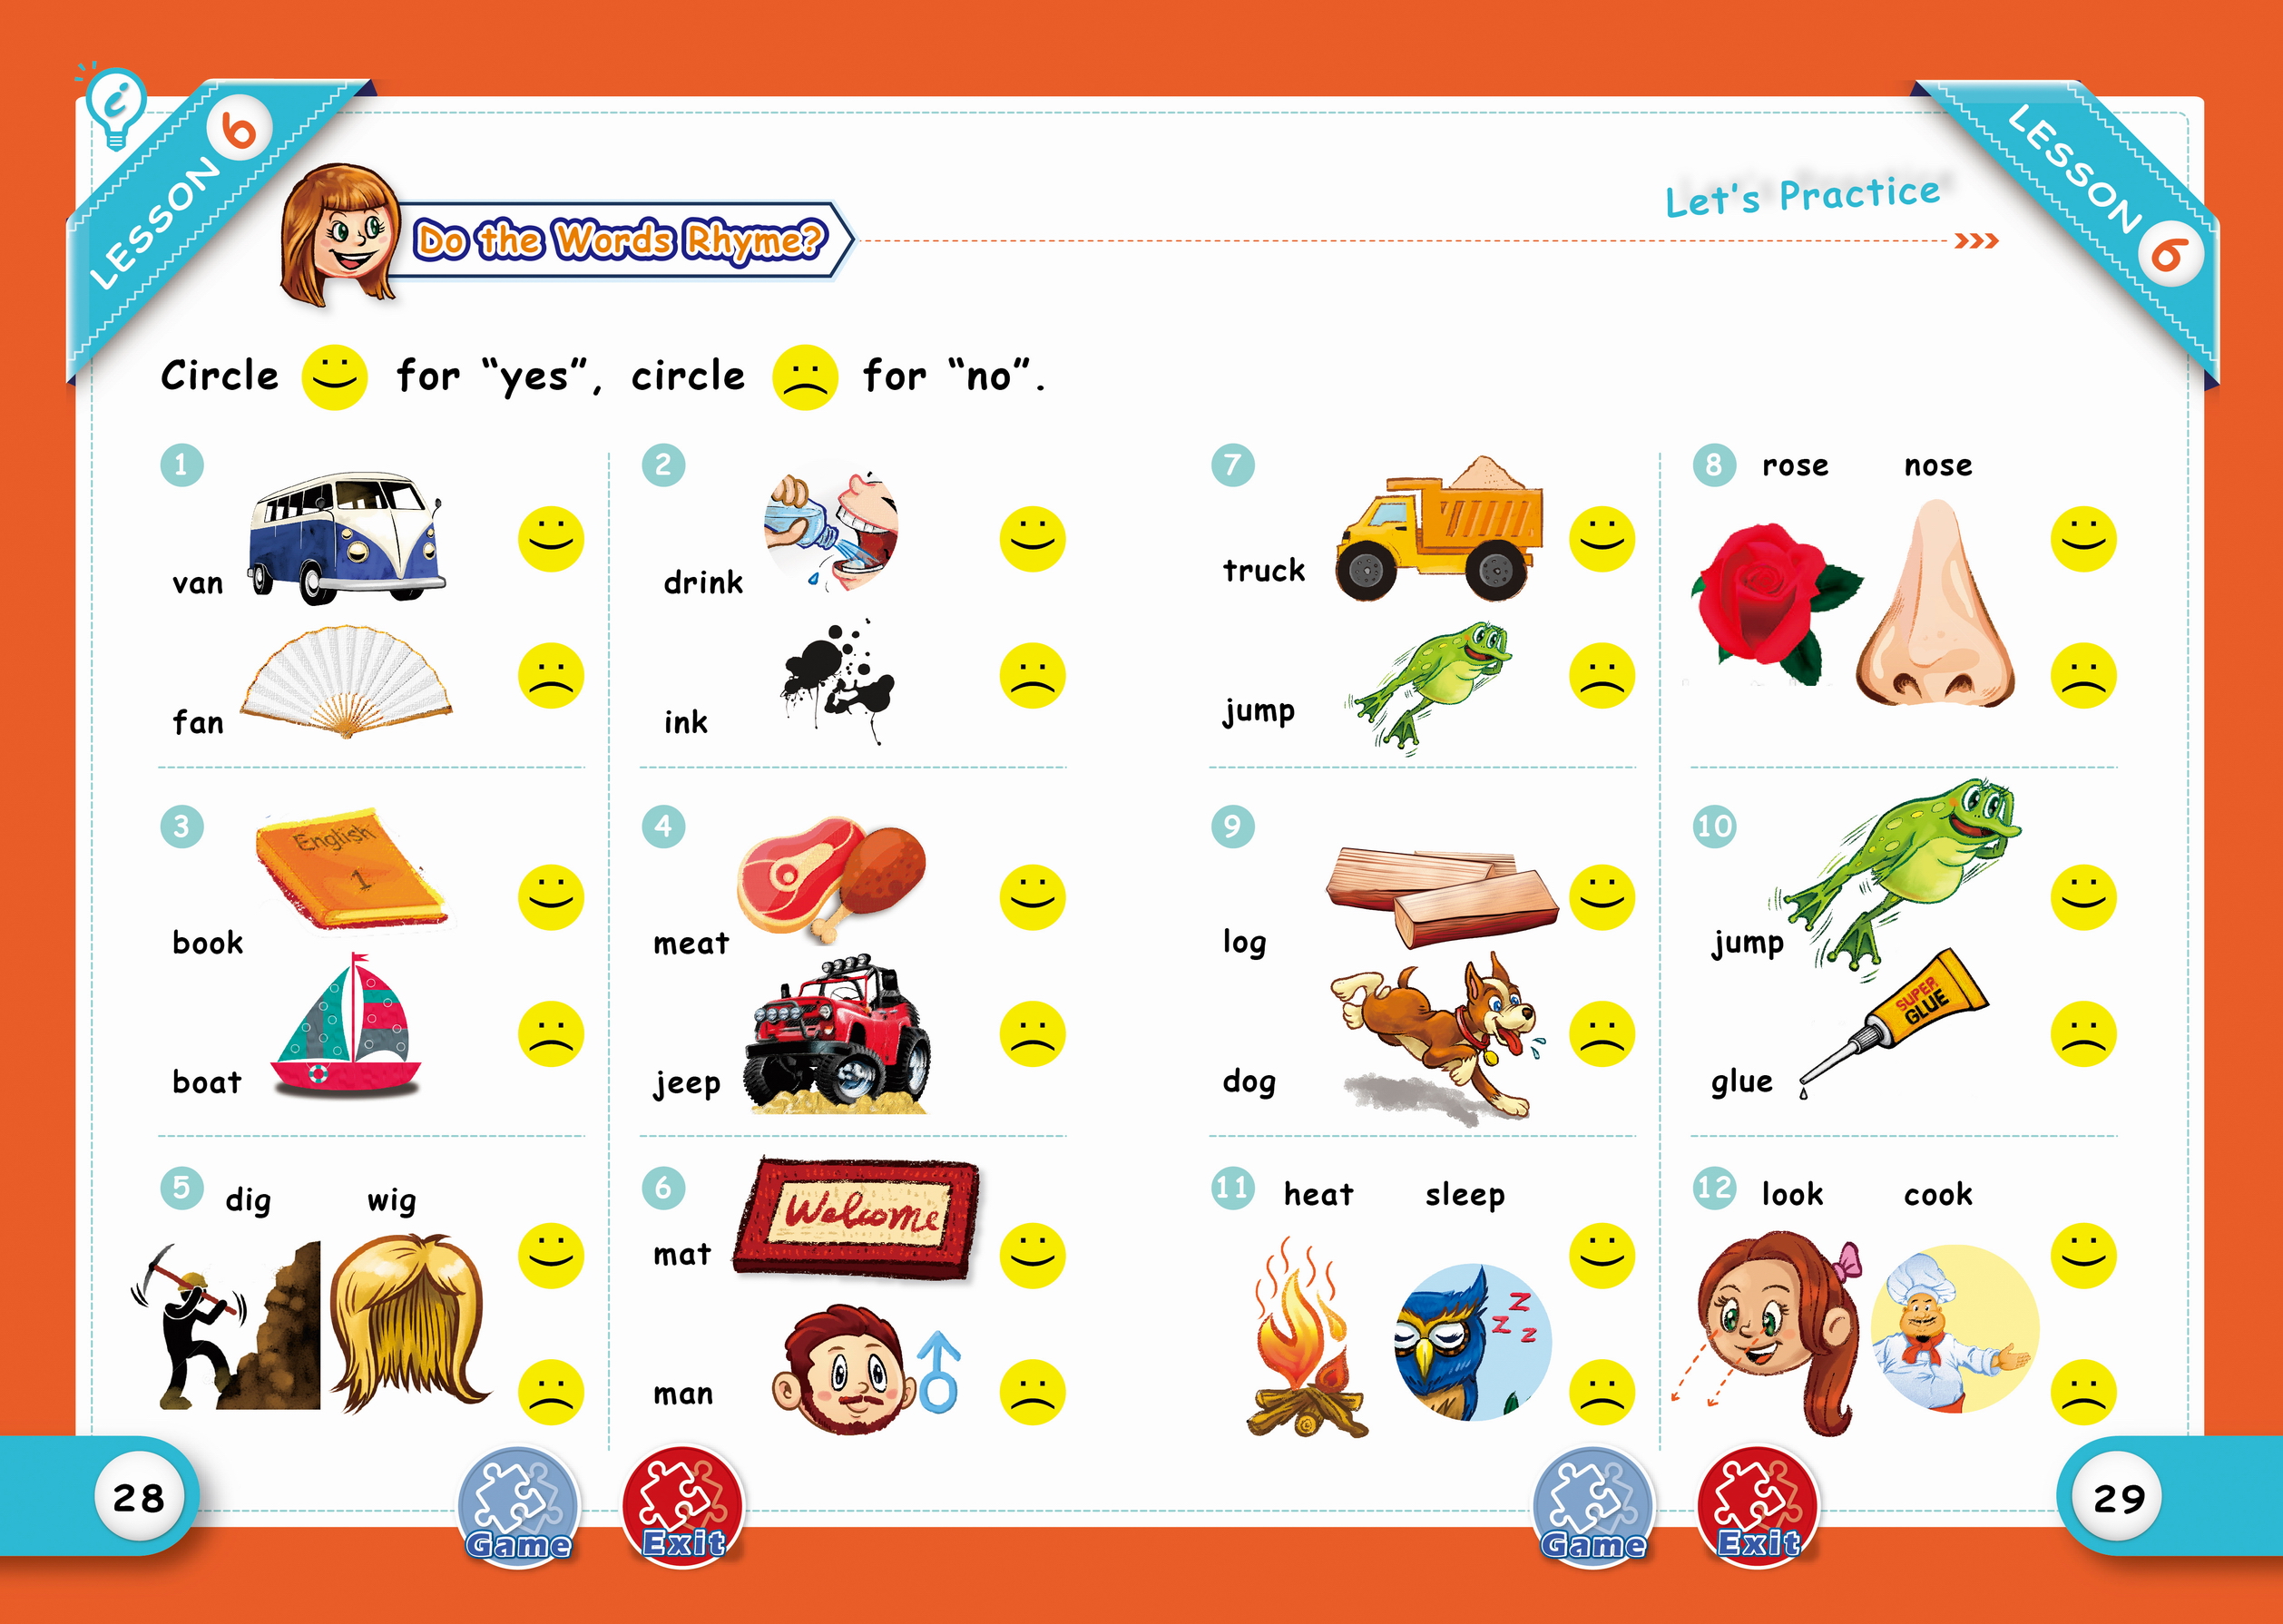 LESSON 6
Do the Words Rhyme?
Let's Practice
LESSON 6
Circle for “yes”, circle for “no”.
1
van
fan
2
drink
ink
3
English
1
book
boat
4
meat
jeep
5 dig wig
6
Welcome
mat
man
7
truck
jump
8 rose nose
9
log
dog
10
jump
SUPER
GLUE
glue
11 heat sleep
z
z z
12 look cook
28
Game
Exit
Game
Exit
29